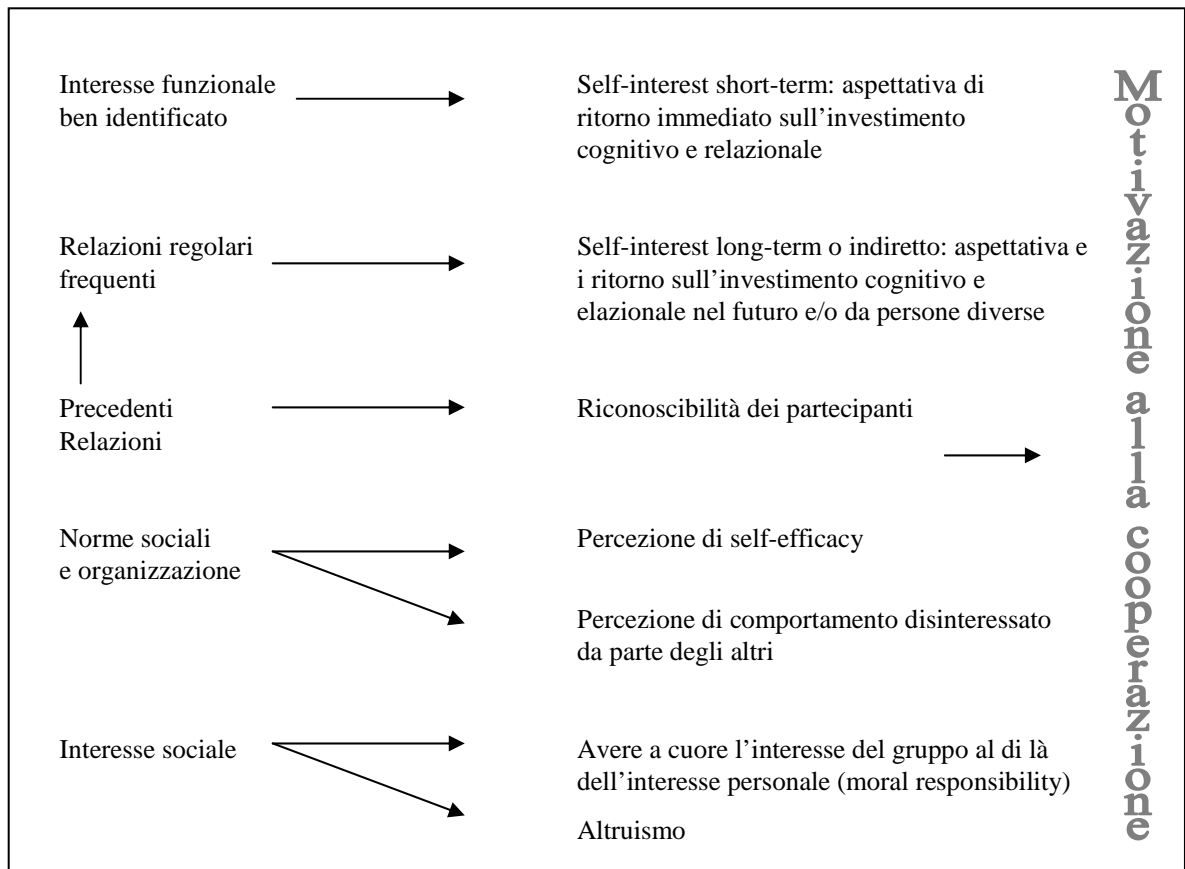 Interesse funzionale
ben identificato
Self-interest short-term: aspettativa di
ritorno immediato sull’investimento
cognitivo e relazionale
Relazioni regolari
frequenti
Self-interest long-term o indiretto: aspettativa e
i ritorno sull’investimento cognitivo e
elazionale nel futuro e/o da persone diverse
Precedenti
Relazioni
Riconoscibilità dei partecipanti
Norme sociali
e organizzazione
Percezione di self-efficacy
Percezione di comportamento disinteressato
da parte degli altri
Interesse sociale
Avere a cuore l’interesse del gruppo al di là
dell’interesse personale (moral responsibility)
Altruismo
Motivazione alla cooperazione